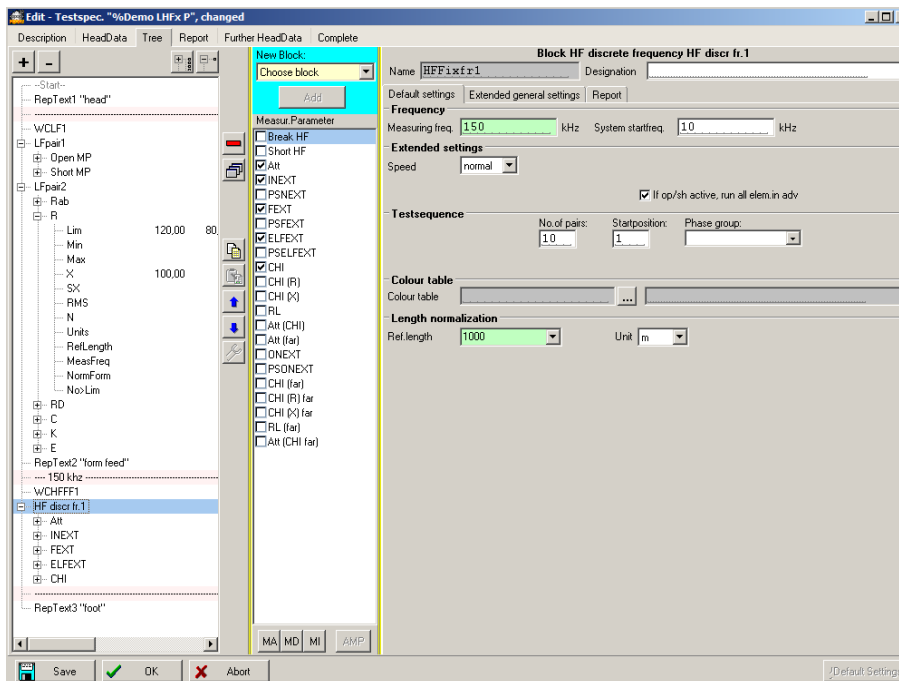 Edit - Testspec. "%Demo LHFx P", changed
Description HeadData Tree Report Further HeadData Complete
+ -
--Start--
RepText1 "head"
WCLF1
LFpair1
Open MP
Short MP
LFpair2
Rab
R
Lim 120,00 80,
Min
Max
X 100,00
SX
RMS
N
Units
RefLength
MeasFreq
NormForm
No>Lim
RD
C
K
E
RepText2 "form feed"
---- 150 khz
WCHFFF1
HF discr fr.1
Att
INEXT
FEXT
ELFEXT
CHI
RepText3 "foot"
New Block:
Choose block
Add
Measur.Parameter
Break HF
Short HF
Att
INEXT
PSNEXT
FEXT
PSFEXT
ELFEXT
PSELFEXT
CHI
CHI (R)
CHI (X)
RL
Att (CHI)
Att (far)
ONEXT
PSONEXT
CHI (far)
CHI (R) far
CHI (X) far
RL (far)
Att (CHI far)
MA MD MI AMP
Block HF discrete frequency HF discr fr.1
Name HFFixfr1 Designation
Default settings Extended general settings Report
Frequency
Measuring freq. 150 kHz System startfreq. 10 kHz
Extended settings
Speed normal
If op/sh active, run all elem.in adv
Testsequence
No.of pairs: Startposition: Phase group:
10 1
Colour table
Colour table ...
Length normalization
Ref.length 1000 Unit m
Save OK Abort
/Default Settings